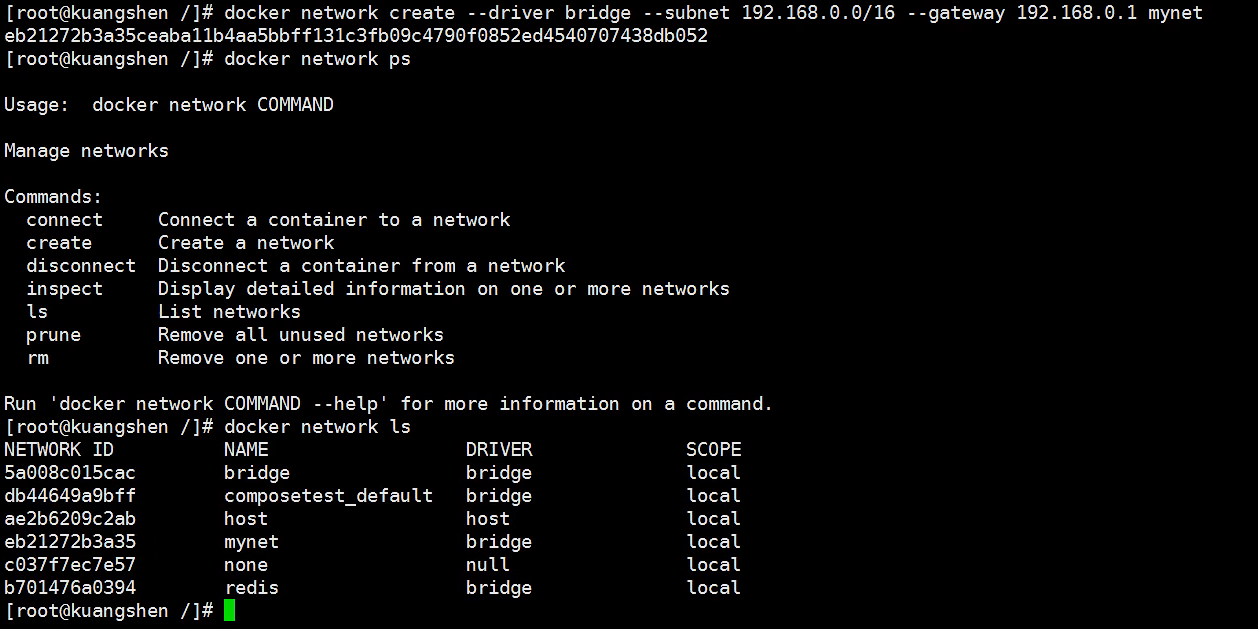 [root@kuangshen /]# docker network create --driver bridge --subnet 192.168.0.0/16 --gateway 192.168.0.1 mynet
eb21272b3a35ceaba11b4aa5bbff131c3fb09c4790f0852ed4540707438db052
[root@kuangshen /]# docker network ps
Usage:  docker network COMMAND
Manage networks
Commands:
  connect     Connect a container to a network
  create      Create a network
  disconnect  Disconnect a container from a network
  inspect     Display detailed information on one or more networks
  ls          List networks
  prune       Remove all unused networks
  rm          Remove one or more networks
Run 'docker network COMMAND --help' for more information on a command.
[root@kuangshen /]# docker network ls
NETWORK ID          NAME                  DRIVER              SCOPE
5a008c015cac        bridge                bridge              local
db44649a9bff        composetest_default   bridge              local
ae2b6209c2ab        host                  host                local
eb21272b3a35        mynet                 bridge              local
c037f7ec7e57        none                  null                local
b701476a0394        redis                 bridge              local
[root@kuangshen /]#